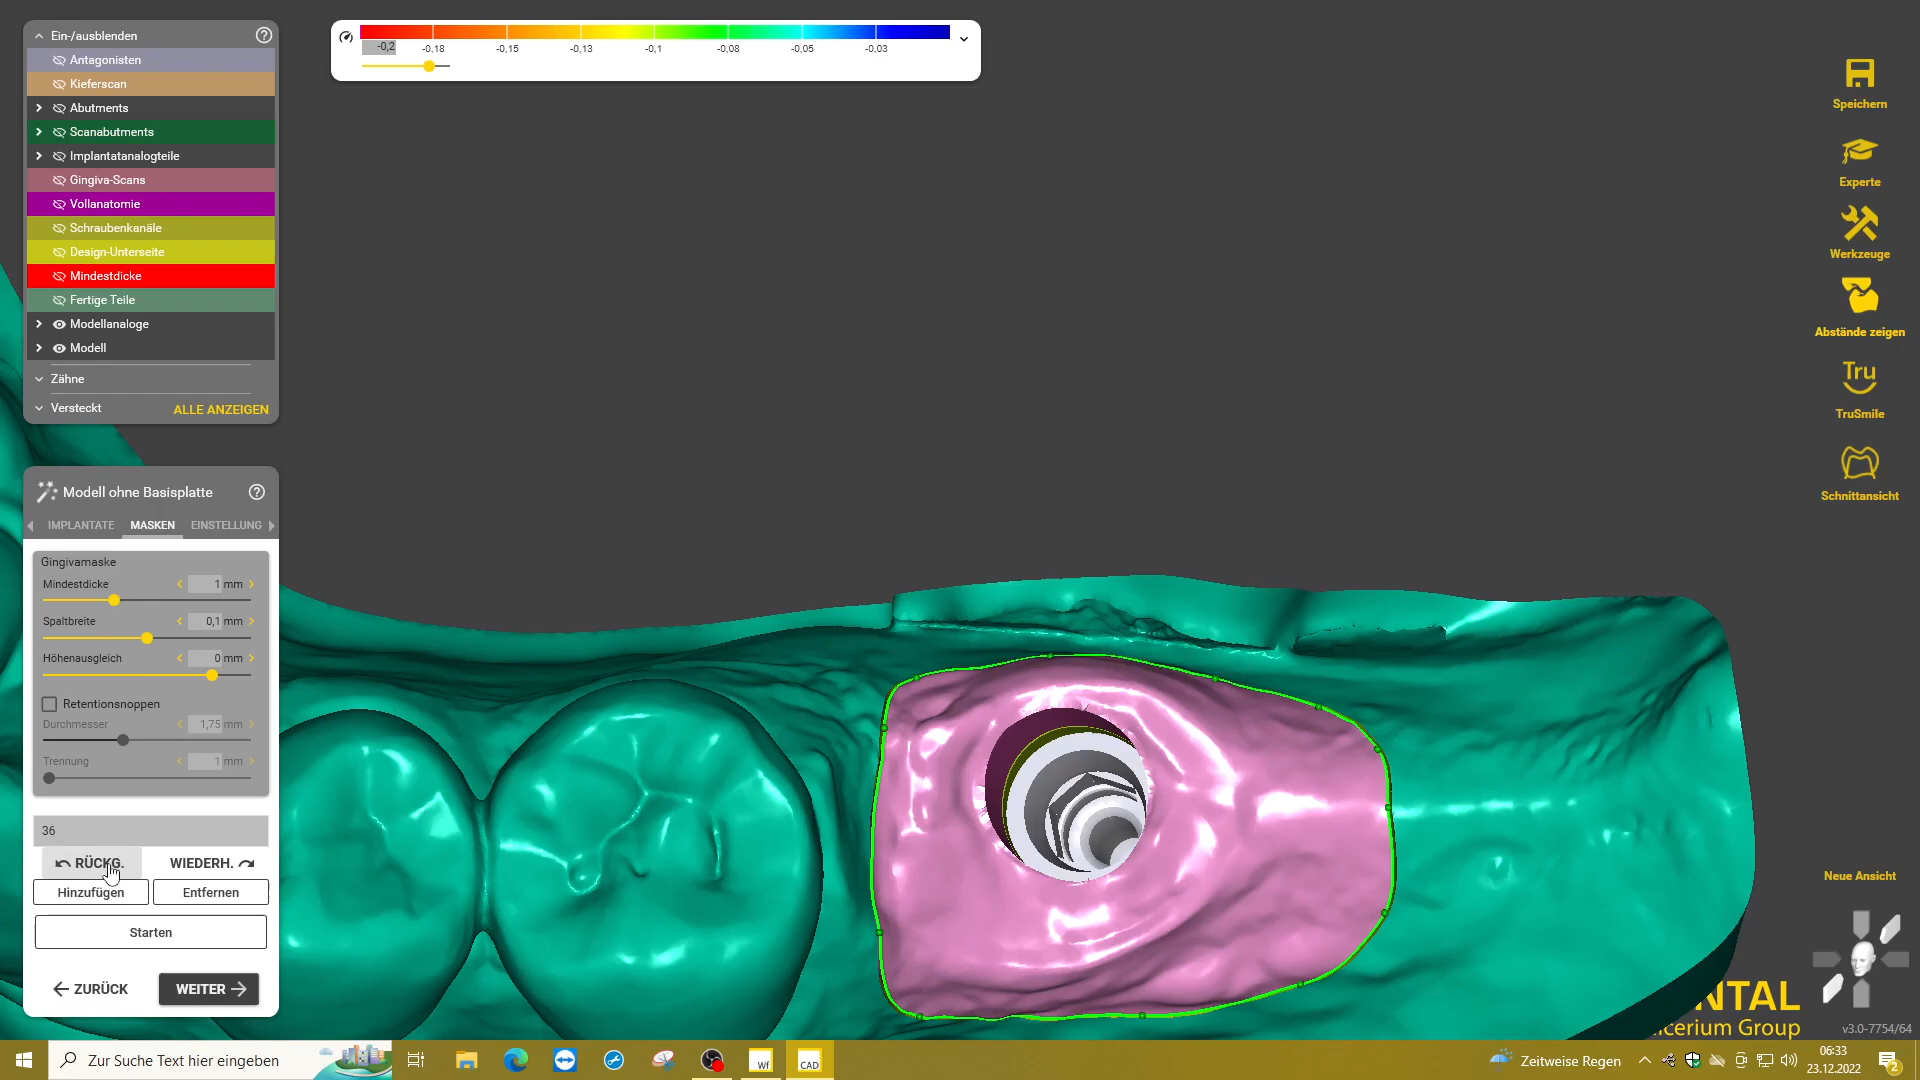 Ein-/ausblenden
Antagonisten
Kieferscan
Abutments
Scanabutments
Implantatanalogteile
Gingiva-Scans
Vollanatomie
Schraubenkanäle
Design-Unterseite
Mindestdicke
Fertige Teile
Modellanaloge
Modell
Zähne
Versteckt ALLE ANZEIGEN
-0,2 -0,18 -0,15 -0,13 -0,1 -0,08 -0,05 -0,03
Speichern
Experte
Werkzeuge
Abstände zeigen
Tru
TruSmile
Schnittansicht
Modell ohne Basisplatte
IMPLANTATE MASKEN EINSTELLUNG
Gingivamaske
Mindestdicke 1 mm
Spaltbreite 0,1 mm
Höhenausgleich 0 mm
Retentionsnoppen
Durchmesser 1,75 mm
Trennung 1 mm
36
RÜCKG. WIEDERH.
Hinzufügen Entfernen
Starten
ZURÜCK WEITER
Neue Ansicht
NTAL
icerium Group
v3.0-7754/64
Zur Suche Text hier eingeben
Wf
CAD
Zeitweise Regen
06:33
23.12.2022
2